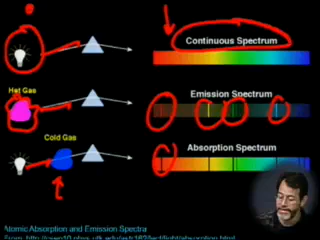 Continuous Spectrum
Hot Gas
Emission Spectrum
Cold Gas
Absorption Spectrum
Atomic Absorption and Emission Spectra